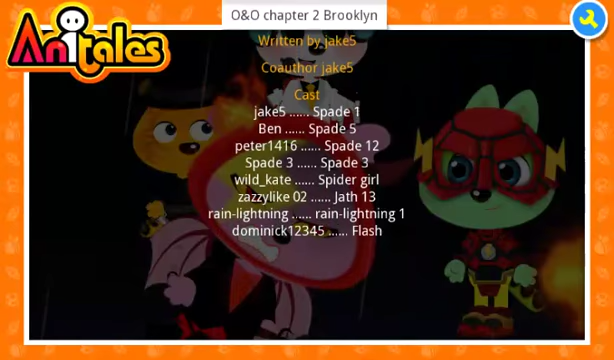 Anitales
O&O chapter 2 Brooklyn
Written by jake5
Coauthor jake5
Cast
jake5 ...... Spade 1
Ben ...... Spade 5
peter1416 ...... Spade 12
Spade 3 ...... Spade 3
wild_kate ...... Spider girl
zazzylike 02 ...... Jath 13
rain-lightning ...... rain-lightning 1
dominick12345 ...... Flash